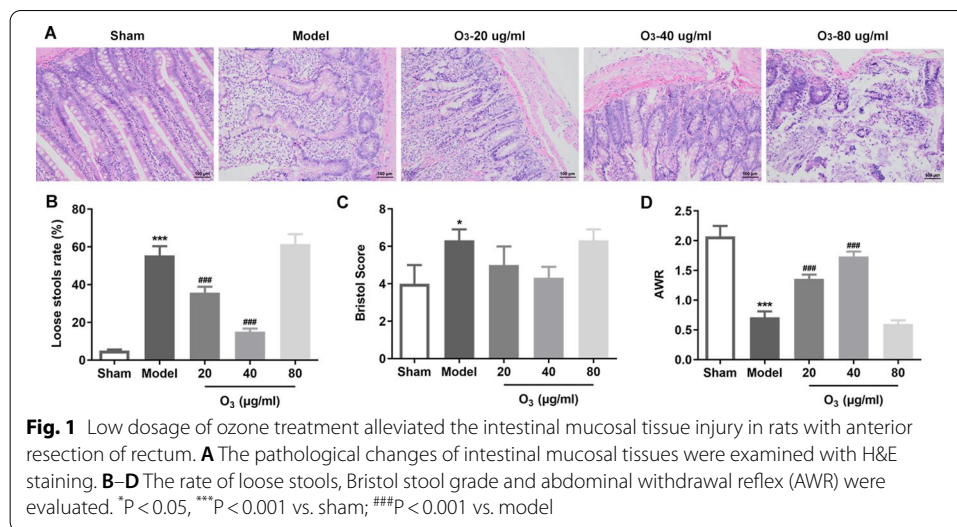 A
Sham Model O3-20 ug/ml O3-40 ug/ml O3-80 ug/ml
100 μm 100 μm 100 μm 100 μm 100 μm
B
Loose stools rate (%)
80
60
40
20
0
***
###
###
Sham Model 20 40 80
O3 (μg/ml)
C
Bristol Score
8
6
4
2
0
*
Sham Model 20 40 80
O3 (μg/ml)
D
AWR
2.5
2.0
1.5
1.0
0.5
0.0
***
###
###
Sham Model 20 40 80
O3 (μg/ml)
Fig. 1 Low dosage of ozone treatment alleviated the intestinal mucosal tissue injury in rats with anterior
resection of rectum. A The pathological changes of intestinal mucosal tissues were examined with H&E
staining. B–D The rate of loose stools, Bristol stool grade and abdominal withdrawal reflex (AWR) were
evaluated. *P < 0.05, ***P < 0.001 vs. sham; ###P < 0.001 vs. model